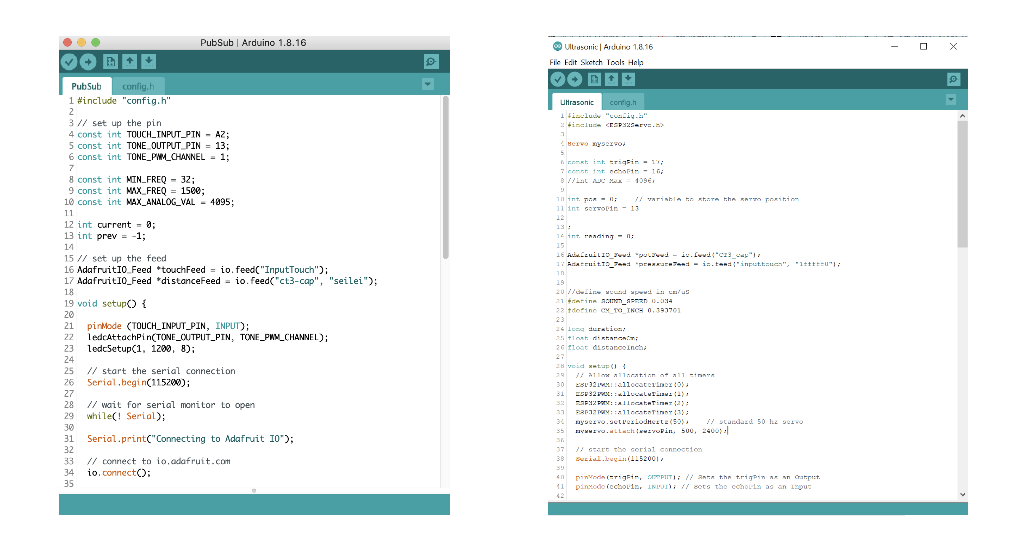 PubSub | Arduino 1.8.16
PubSub config.h
1 #include "config.h"
2
3 // set up the pin
4 const int TOUCH_INPUT_PIN = A2;
5 const int TONE_OUTPUT_PIN = 13;
6 const int TONE_PWM_CHANNEL = 1;
7
8 const int MIN_FREQ = 32;
9 const int MAX_FREQ = 1500;
10 const int MAX_ANALOG_VAL = 4095;
11
12 int current = 0;
13 int prev = -1;
14
15 // set up the feed
16 AdafruitIO_Feed *touchFeed = io.feed("InputTouch");
17 AdafruitIO_Feed *distanceFeed = io.feed("ct3-cap", "seilei");
18
19 void setup() {
20
21 pinMode (TOUCH_INPUT_PIN, INPUT);
22 ledcAttachPin(TONE_OUTPUT_PIN, TONE_PWM_CHANNEL);
23 ledcSetup(1, 1200, 8);
24
25 // start the serial connection
26 Serial.begin(115200);
27
28 // wait for serial monitor to open
29 while(! Serial);
30
31 Serial.print("Connecting to Adafruit IO");
32
33 // connect to io.adafruit.com
34 io.connect();
35
Ultrasonic | Arduino 1.8.16
File Edit Sketch Tools Help
Ultrasonic config.h
1 #include "config.h"
2 #include <ESP32Servo.h>
3
4 Servo myservo;
5
6 const int trigPin = 17;
7 const int echoPin = 16;
8 //int ADC_Max = 4096;
9
10 int pos = 0; // variable to store the servo position
11 int servoPin = 13
12
13 ;
14 int reading = 0;
15
16 AdafruitIO_Feed *potFeed = io.feed("CT3_cap");
17 AdafruitIO_Feed *pressureFeed = io.feed("inputtouch",
18
19
20 //define sound speed in cm/uS
21 #define SOUND_SPEED 0.034
22 #define CM_TO_INCH 0.393701
23
24 long duration;
25 float distanceCm;
26 float distanceInch;
27
28 void setup() {
29 // Allow allocation of all timers
30 ESP32PWM::allocateTimer(0);
31 ESP32PWM::allocateTimer(1);
32 ESP32PWM::allocateTimer(2);
33 ESP32PWM::allocateTimer(3);
34 myservo.setPeriodHertz(50); // standard 50 hz servo
35 myservo.attach(servoPin, 500, 2400);
36
37 // start the serial connection
38 Serial.begin(115200);
39
40 pinMode(trigPin, OUTPUT); // Sets the trigPin as an Output
41 pinMode(echoPin, INPUT); // Sets the echoPin as an Input
42